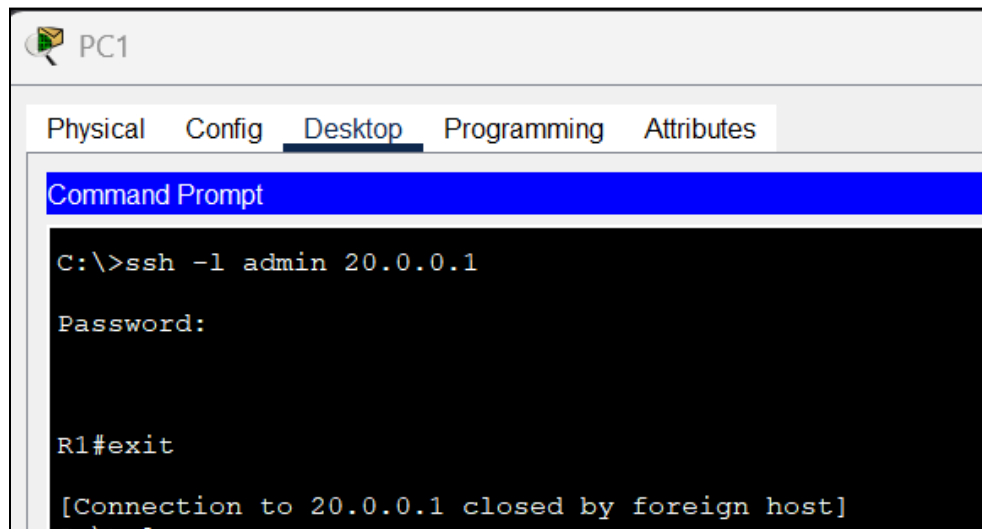 PC1
Physical Config Desktop Programming Attributes
Command Prompt
C:\>ssh -l admin 20.0.0.1
Password:
R1#exit
[Connection to 20.0.0.1 closed by foreign host]